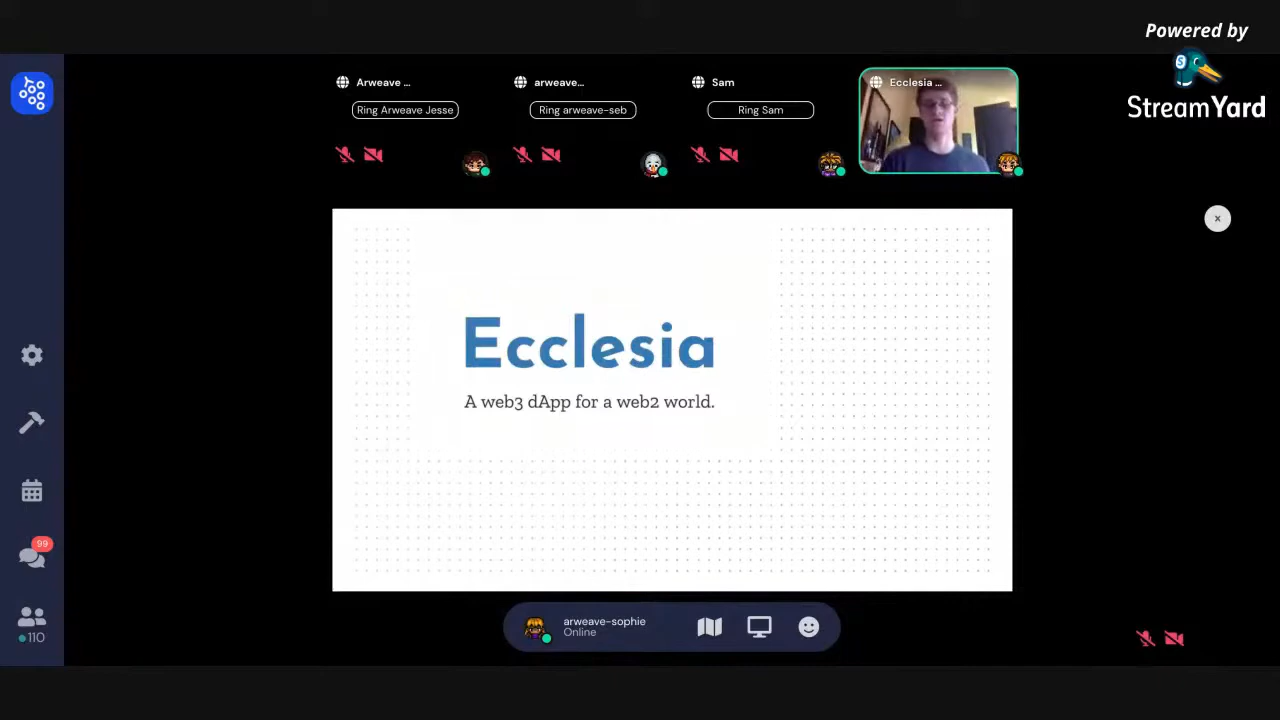 Powered by
StreamYard
Arweave ...
arweave...
Sam
Ecclesia ...
Ring Arweave Jesse
Ring arweave-seb
Ring Sam
Ecclesia
A web3 dApp for a web2 world.
99
110
arweave-sophie
Online